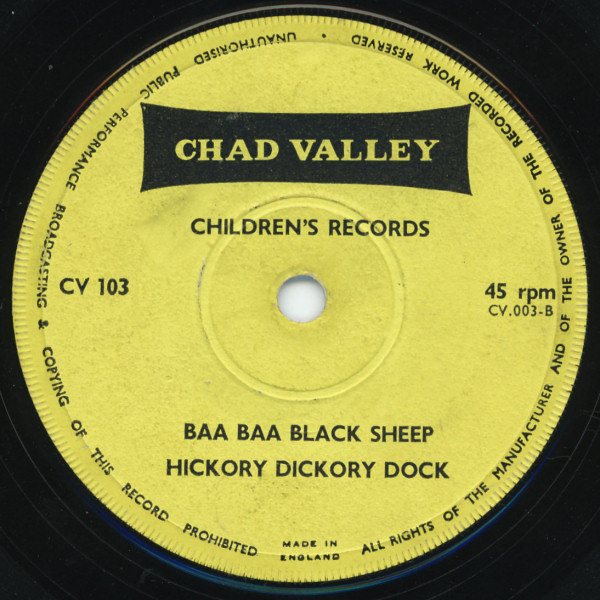 CHAD VALLEY
CHILDREN'S RECORDS
CV 103
45 rpm
CV.003-B
BAA BAA BLACK SHEEP
HICKORY DICKORY DOCK
MADE IN
ENGLAND
ALL RIGHTS OF THE MANUFACTURER AND OF THE OWNER OF THE RECORDED WORK RESERVED • UNAUTHORISED PUBLIC PERFORMANCE BROADCASTING & COPYING OF THIS RECORD PROHIBITED